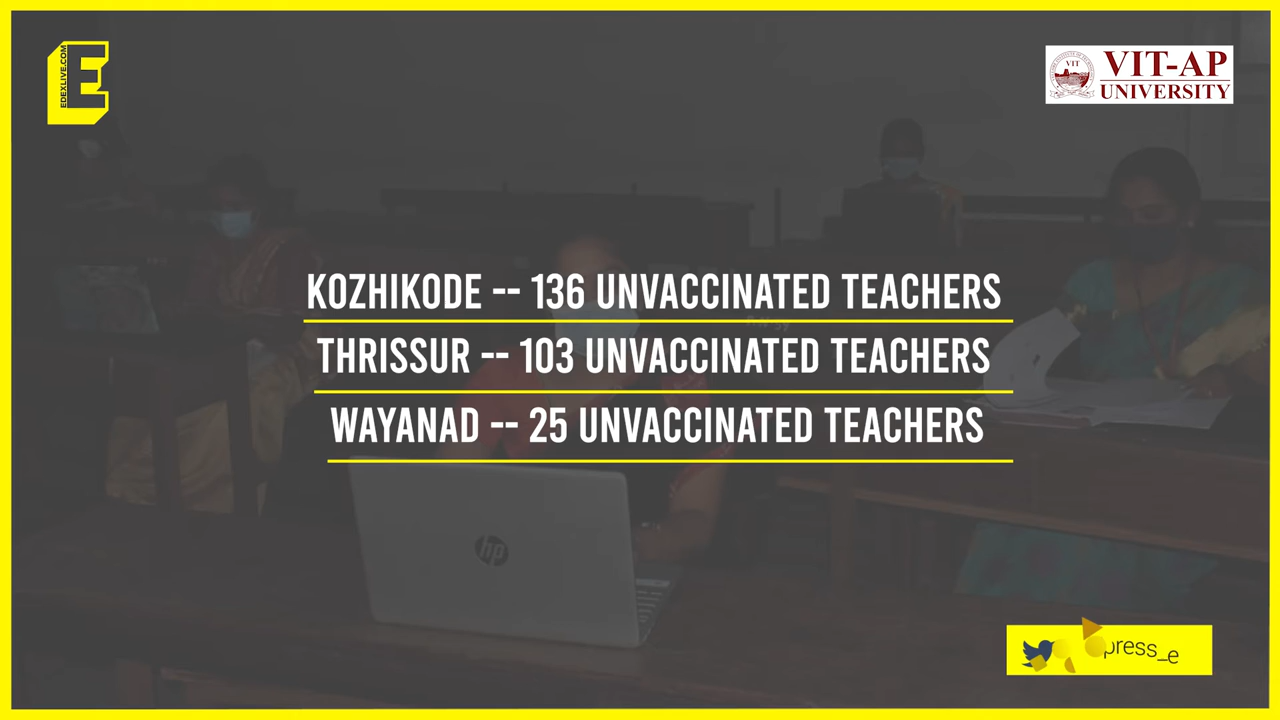 EDEXLIVE.COM
E
VIT
VIT-AP
UNIVERSITY
KOZHIKODE -- 136 UNVACCINATED TEACHERS
THRISSUR -- 103 UNVACCINATED TEACHERS
WAYANAD -- 25 UNVACCINATED TEACHERS
hp
press_e